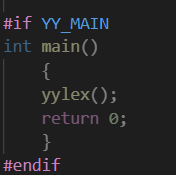 #if YY_MAIN
int main()
    {
    yylex();
    return 0;
    }
#endif